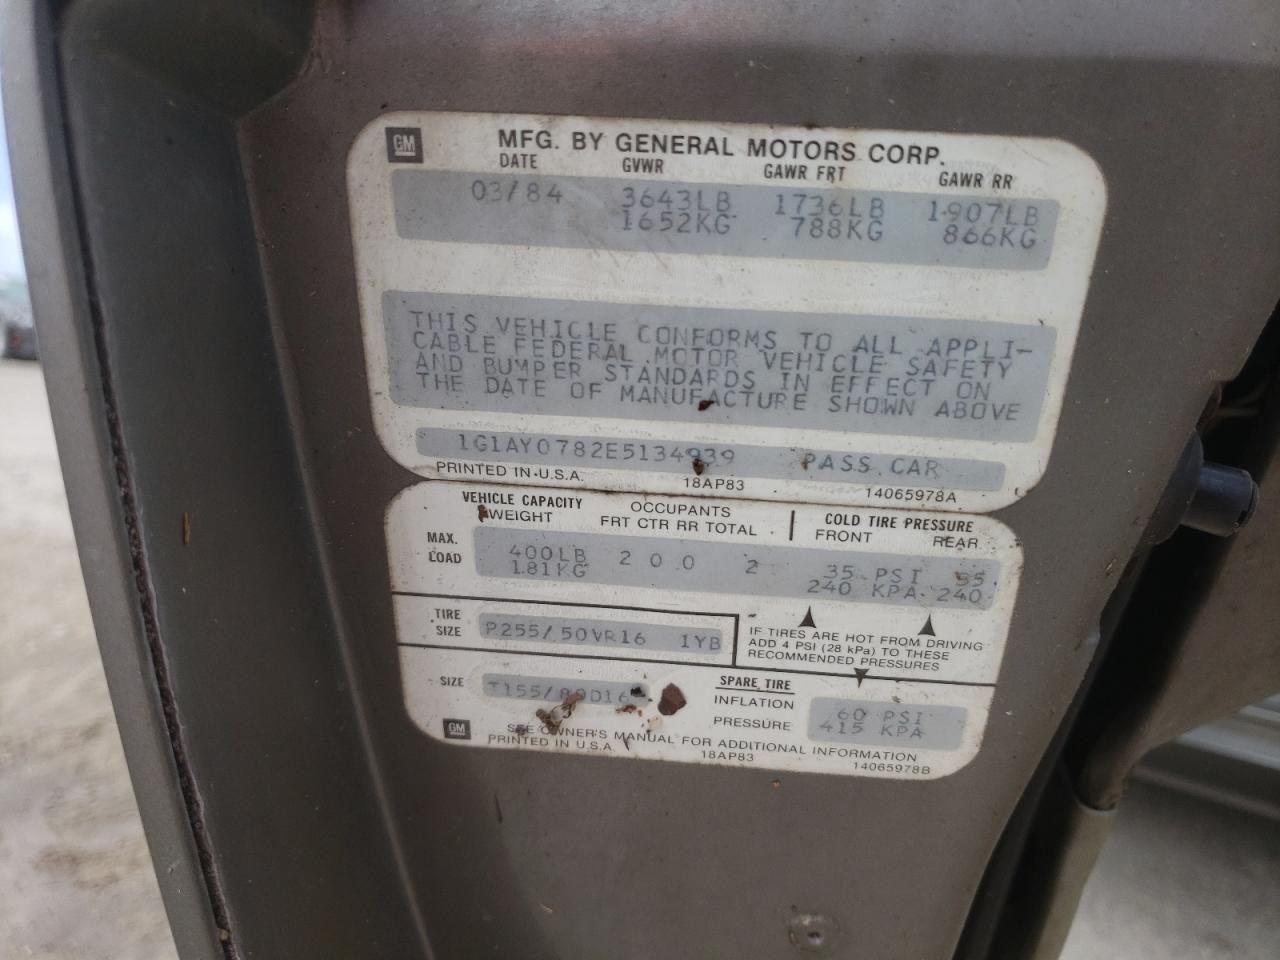 GM MFG. BY GENERAL MOTORS CORP.
DATE GVWR GAWR FRT GAWR RR
03/84 3643LB 1736LB 1907LB
1652KG 788KG 866KG
THIS VEHICLE CONFORMS TO ALL APPLI-
CABLE FEDERAL MOTOR VEHICLE SAFETY
AND BUMPER STANDARDS IN EFFECT ON
THE DATE OF MANUFACTURE SHOWN ABOVE
1G1AY0782E5134939 PASS.CAR
PRINTED IN U.S.A. 18AP83 14065978A
VEHICLE CAPACITY OCCUPANTS COLD TIRE PRESSURE
WEIGHT FRT CTR RR TOTAL FRONT REAR
MAX. LOAD 400LB 2 0 0 2 35 PSI 35
181KG 240 KPA 240
TIRE SIZE P255/50VR16 1YB
IF TIRES ARE HOT FROM DRIVING
ADD 4 PSI (28 kPa) TO THESE
RECOMMENDED PRESSURES
SIZE T155/80D16 SPARE TIRE
INFLATION 60 PSI
PRESSURE 415 KPA
GM SEE OWNER'S MANUAL FOR ADDITIONAL INFORMATION
PRINTED IN U.S.A. 18AP83 14065978B